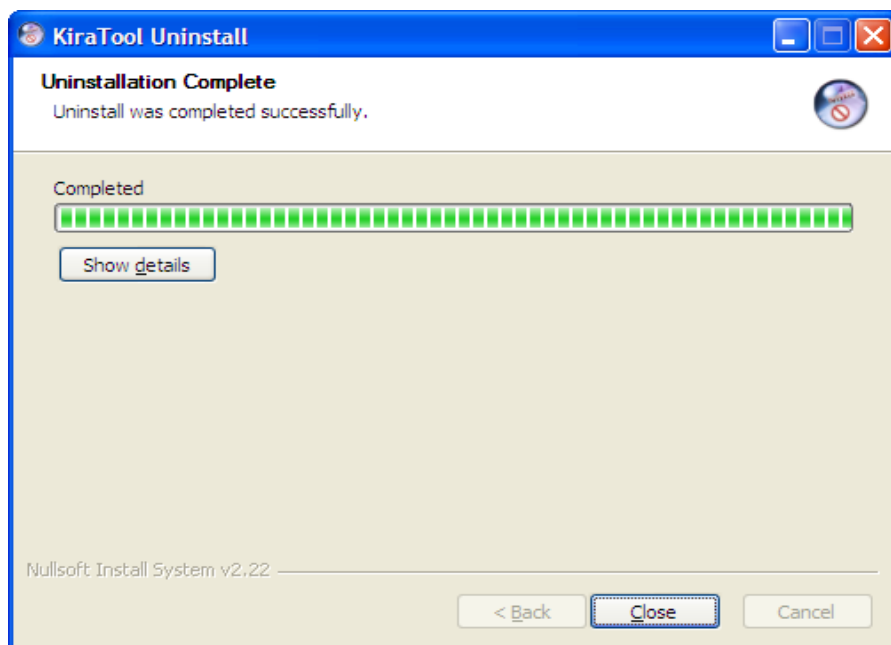 KiraTool Uninstall
Uninstallation Complete
Uninstall was completed successfully.
Completed
Show details
Nullsoft Install System v2.22
< Back
Close
Cancel